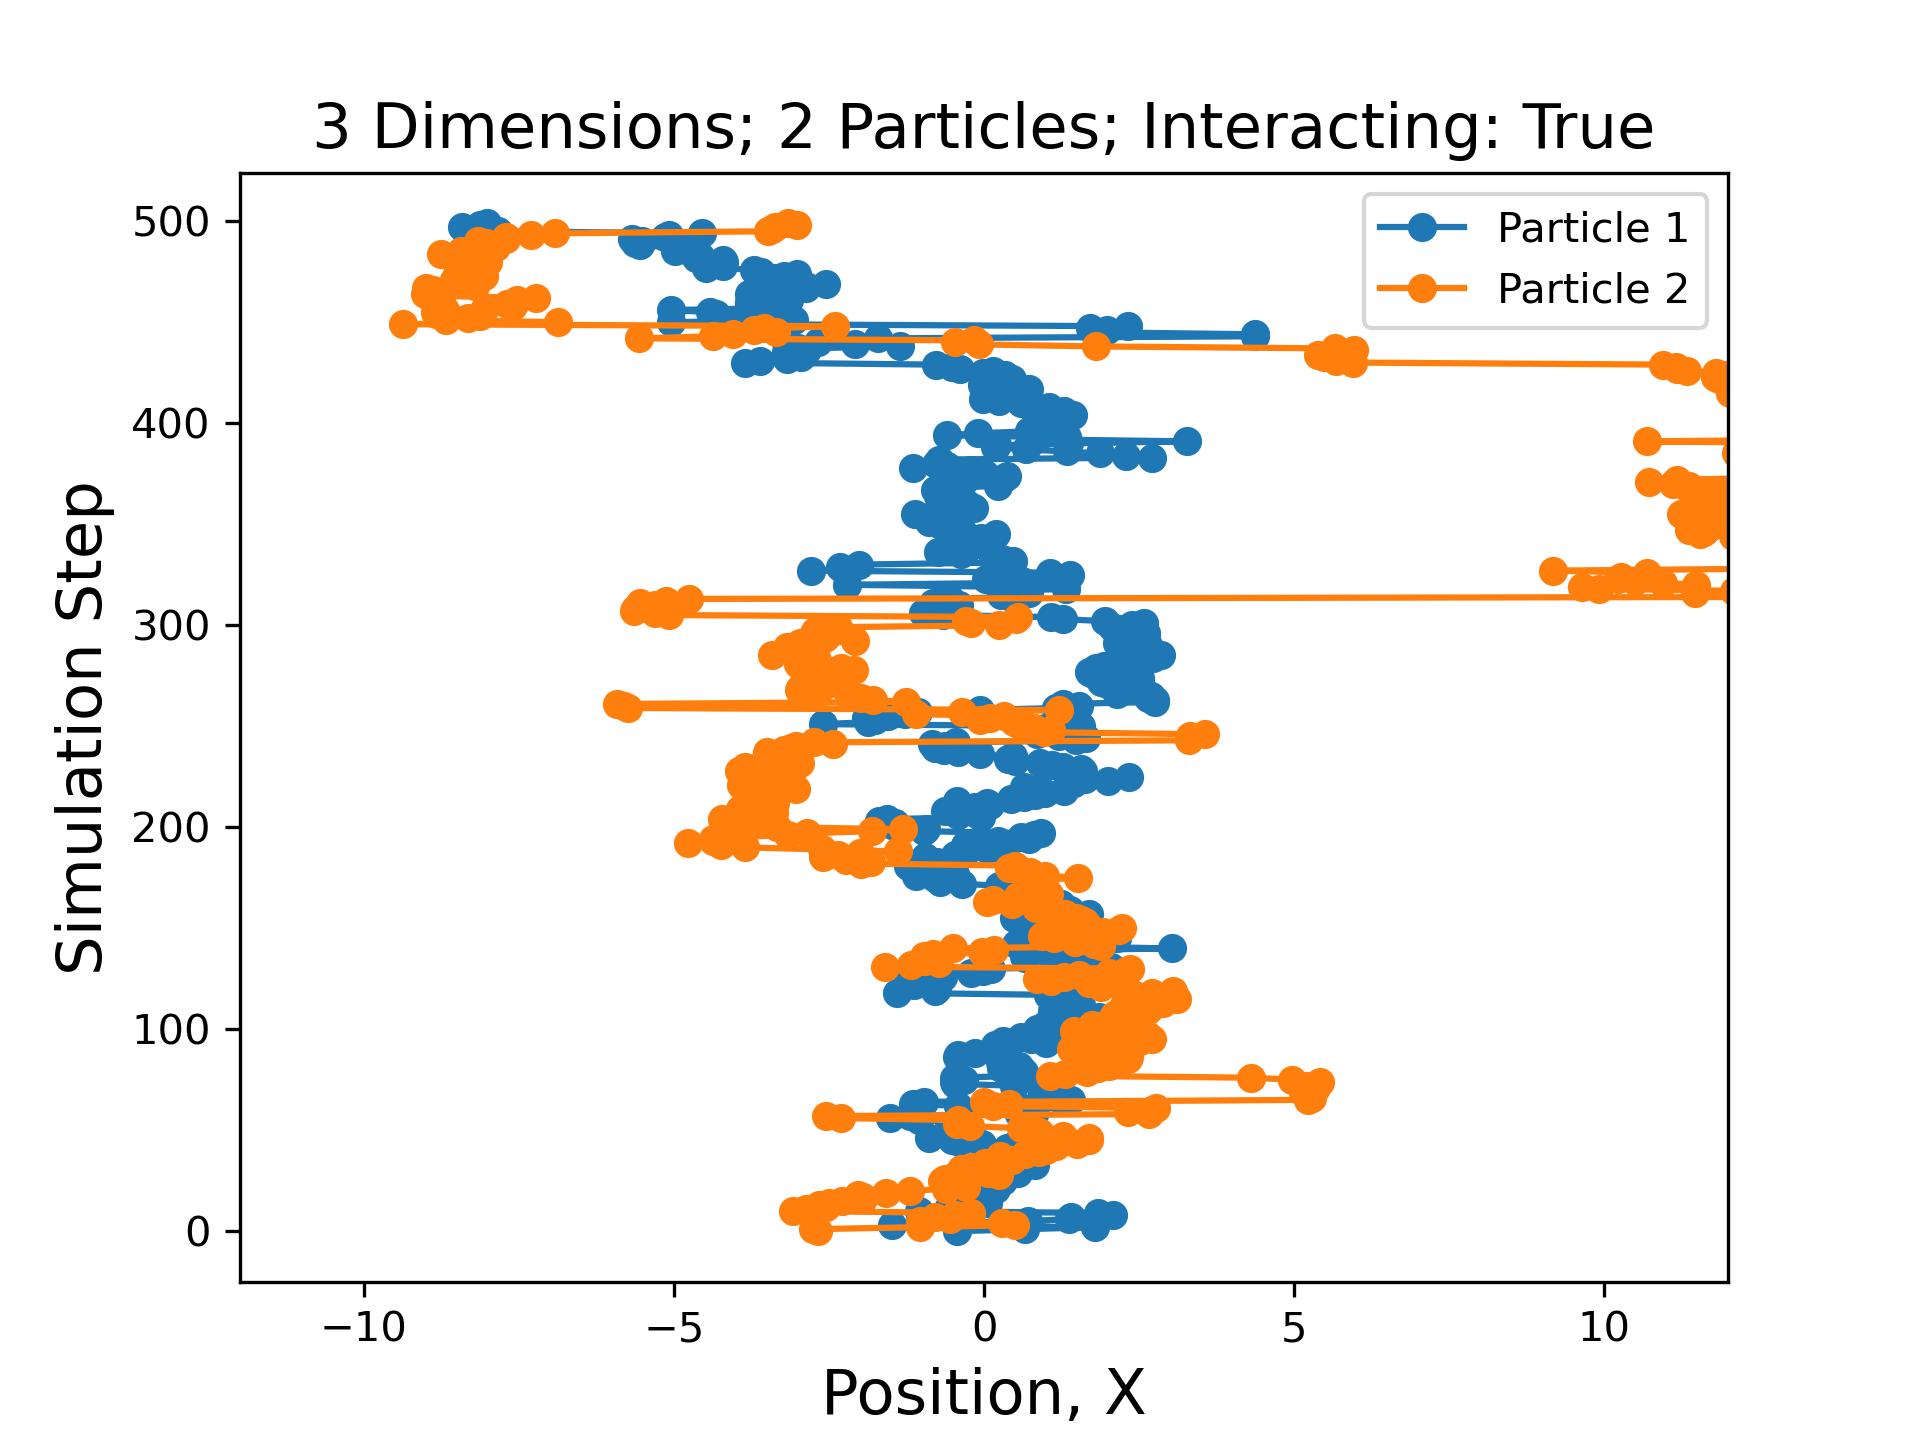 3 Dimensions; 2 Particles; Interacting: True
Particle 1
Particle 2
Simulation Step
500
400
300
200
100
0
−10
−5
0
5
10
Position, X